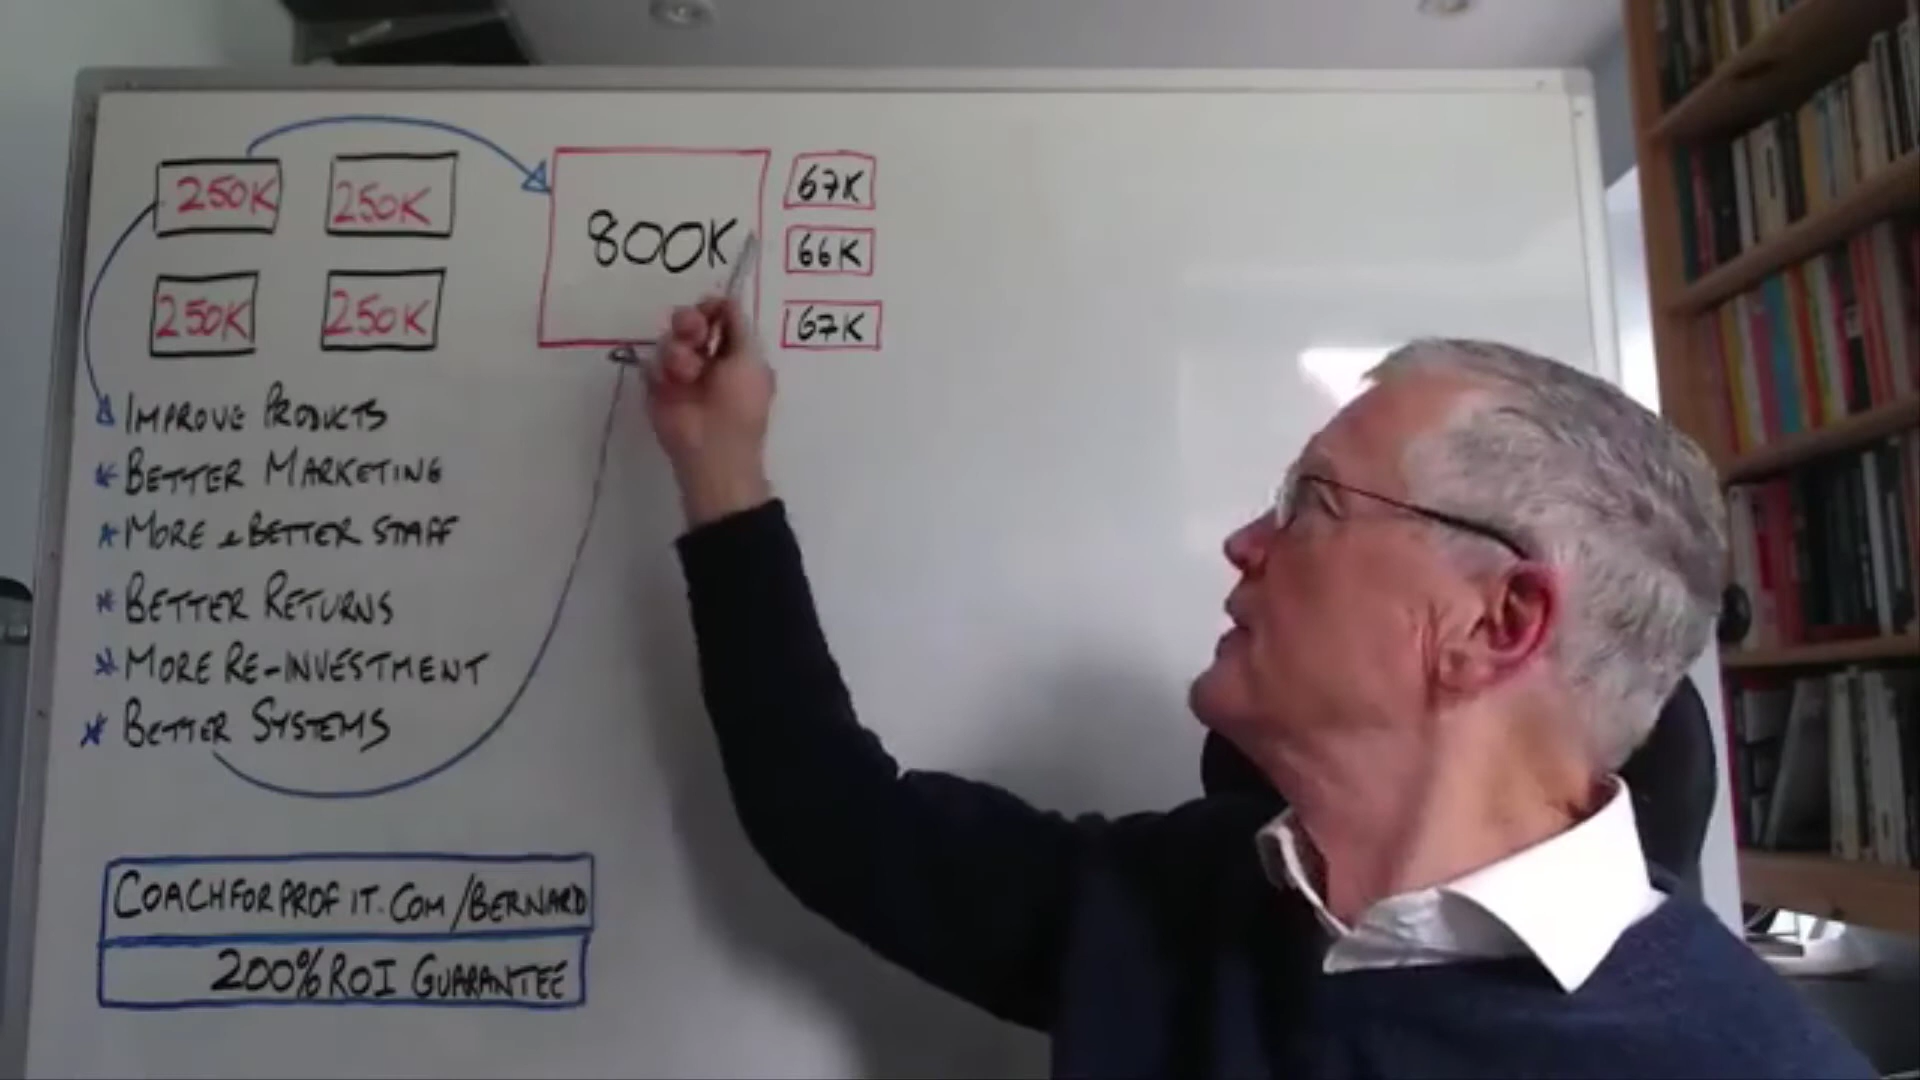 250K 250K
250K 250K
800K
67K
66K
67K
IMPROVE PRODUCTS
BETTER MARKETING
MORE & BETTER STAFF
BETTER RETURNS
MORE RE-INVESTMENT
BETTER SYSTEMS
COACHFORPROFIT.COM/BERNARD
200% ROI GUARANTEE